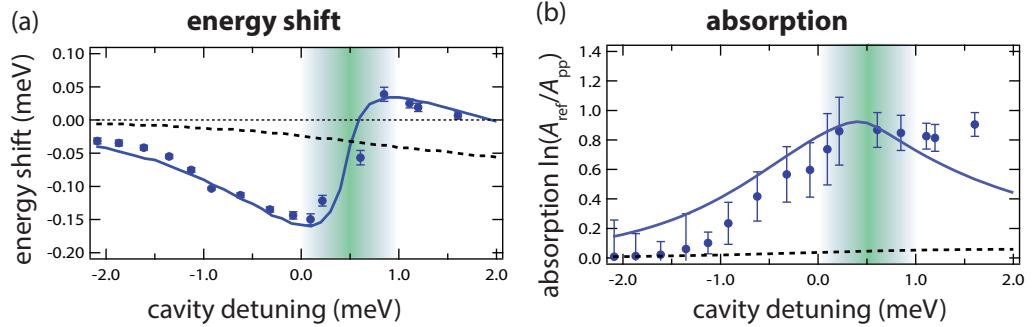 (a)
energy shift
energy shift (meV)
0.10
0.05
0.00
-0.05
-0.10
-0.15
-0.20
-2.0 -1.0 0.0 1.0 2.0
cavity detuning (meV)
(b)
absorption
absorption ln(A_ref/A_pp)
1.4
1.2
1.0
0.8
0.6
0.4
0.2
0.0
-2.0 -1.0 0.0 1.0 2.0
cavity detuning (meV)